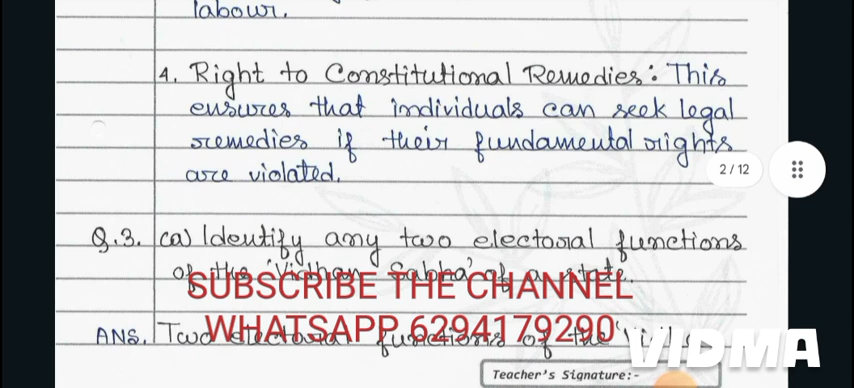 labour.
4. Right to Constitutional Remedies: This
ensures that individuals can seek legal
remedies if their fundamental rights
are violated.
2 / 12
Q.3. (a) Identify any two electoral functions
of the 'Vidhan Sabha' of a state.
SUBSCRIBE THE CHANNEL
ANS. Two electoral functions of the
WHATSAPP 6294179290
VIDMA
Teacher's Signature:-